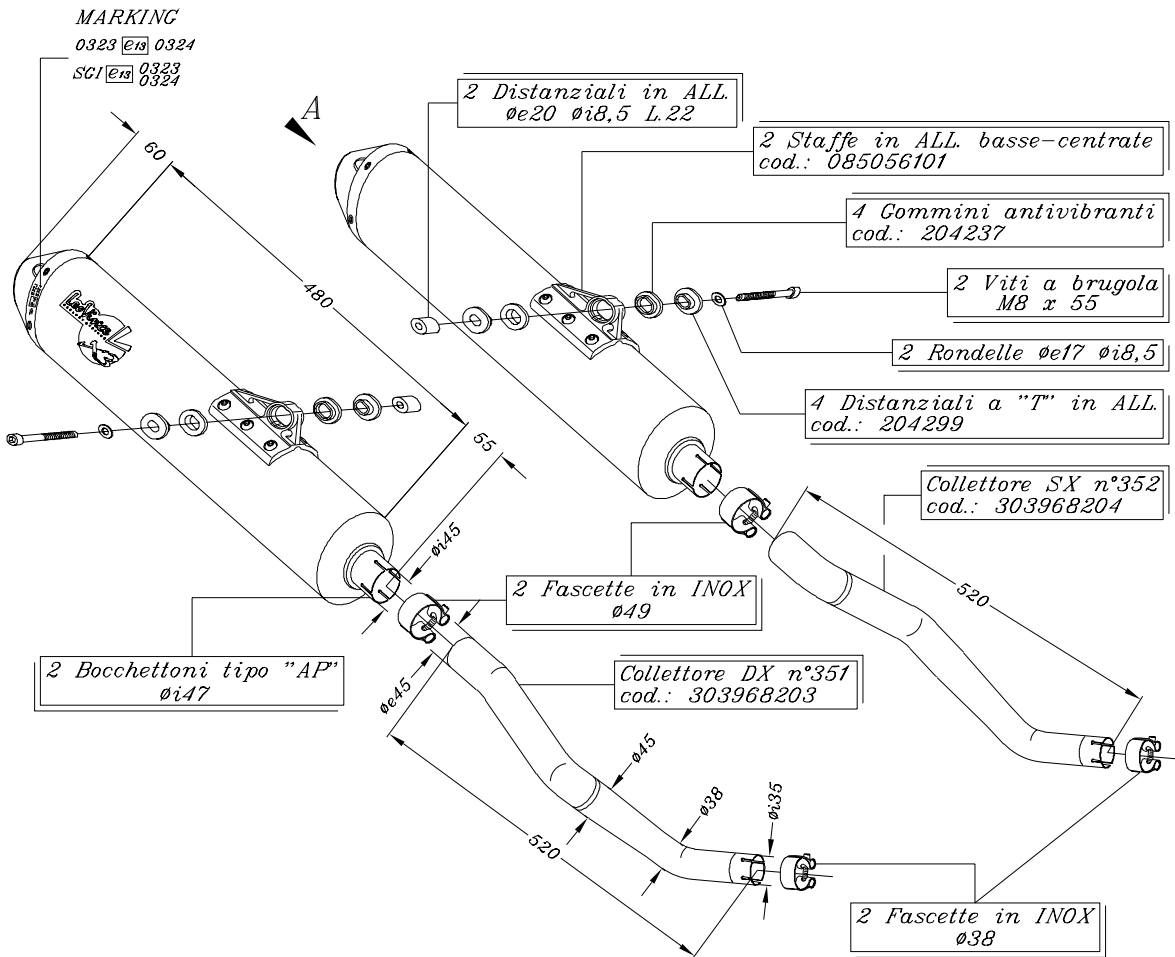 MARKING
0323 e13 0324
SGI e13 0323
0324
A
2 Distanziali in ALL.
øe20 øi8,5 L.22
2 Staffe in ALL. basse-centrate
cod.: 085056101
4 Gommini antivibranti
cod.: 204237
2 Viti a brugola
M8 x 55
2 Rondelle øe17 øi8,5
4 Distanziali a "T" in ALL.
cod.: 204299
Collettore SX n°352
cod.: 303968204
60
480
55
øi45
2 Fascette in INOX
ø49
520
2 Bocchettoni tipo "AP"
øi47
Collettore DX n°351
cod.: 303968203
øe45
ø45
ø38
øi35
520
2 Fascette in INOX
ø38